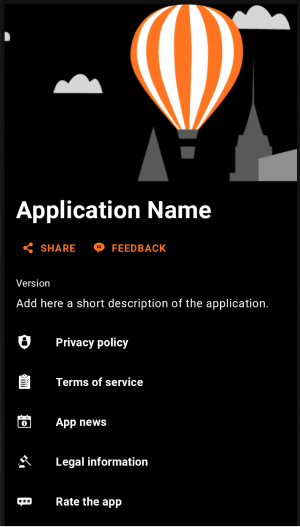 Application Name
SHARE FEEDBACK
Version
Add here a short description of the application.
Privacy policy
Terms of service
App news
Legal information
Rate the app